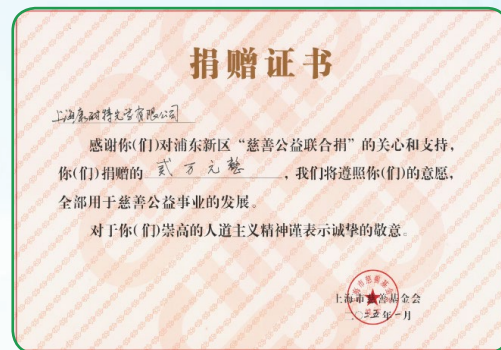 捐赠证书
上海康耐特光学有限公司
感谢你(们)对浦东新区“慈善公益联合捐”的关心和支持，
你(们)捐赠的 贰万元整 ，我们将遵照你(们)的意愿，
全部用于慈善公益事业的发展。
对于你(们)崇高的人道主义精神谨表示诚挚的敬意。
上海市慈善基金会
二〇二五年一月